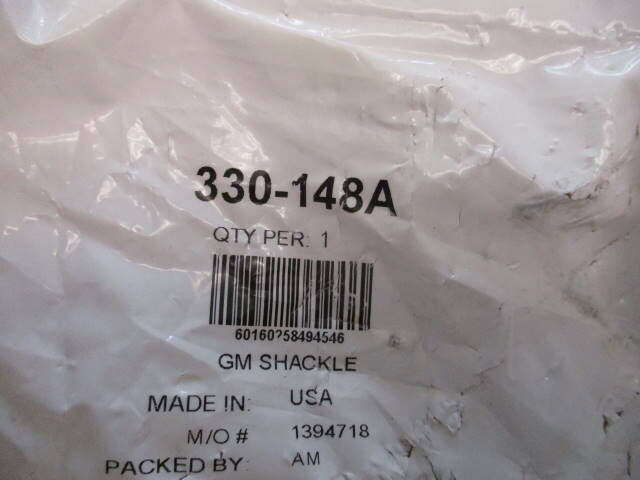 330-148A
QTY PER: 1
60160258494546
GM SHACKLE
MADE IN: USA
M/O # 1394718
PACKED BY: AM